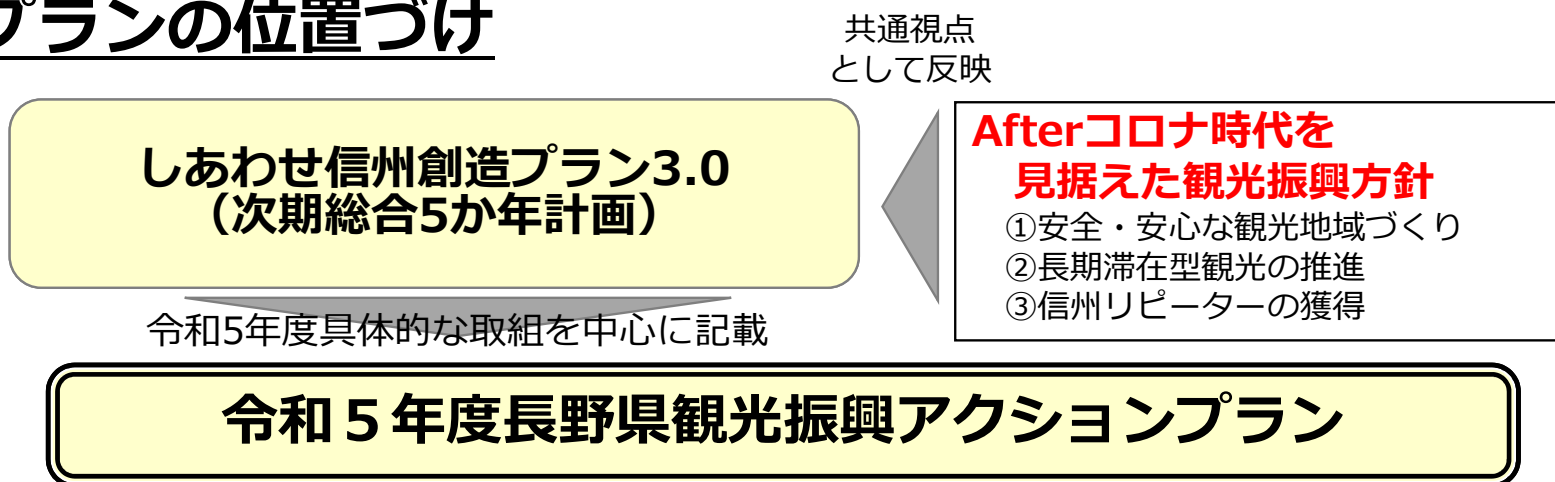 プランの位置づけ
共通視点
として反映
しあわせ信州創造プラン3.0
（次期総合5か年計画）
Afterコロナ時代を
見据えた観光振興方針
①安全・安心な観光地域づくり
②長期滞在型観光の推進
③信州リピーターの獲得
令和5年度具体的な取組を中心に記載
令和５年度長野県観光振興アクションプラン